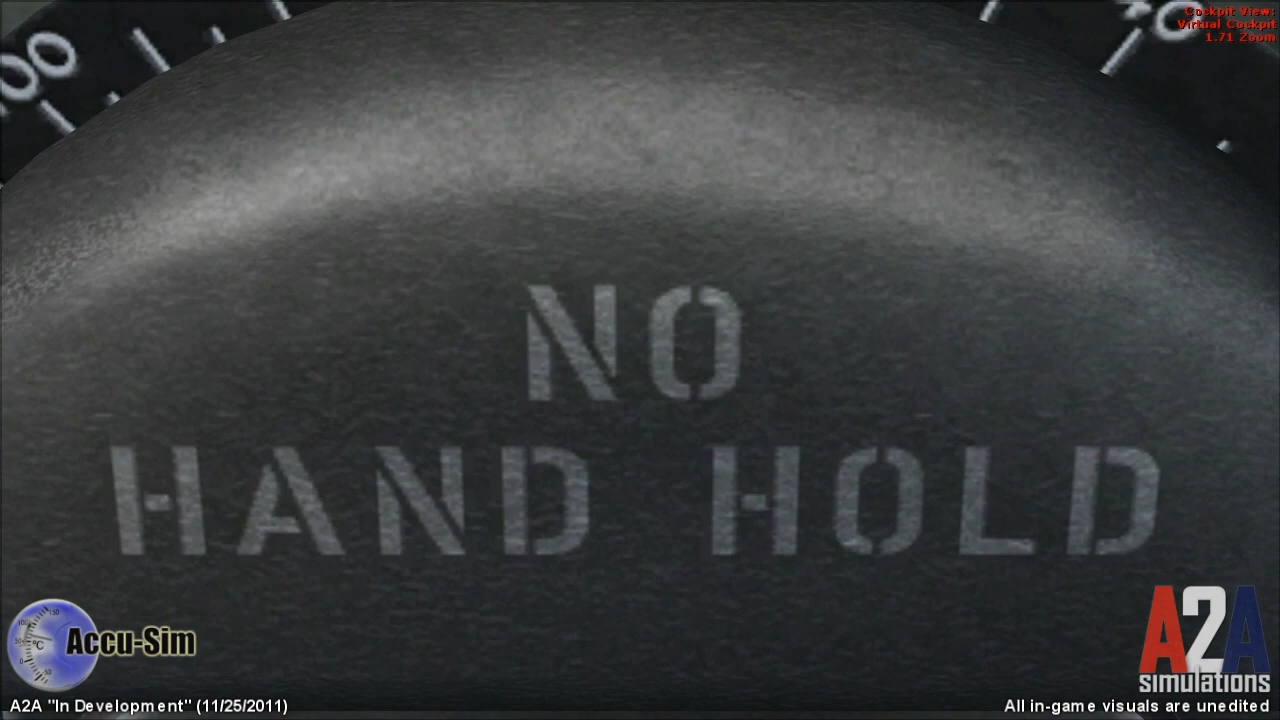 Cockpit View:
Virtual Cockpit
1.71 Zoom
00
NO
HAND HOLD
Accu-Sim
A2A
simulations
A2A "In Development" (11/25/2011)
All in-game visuals are unedited